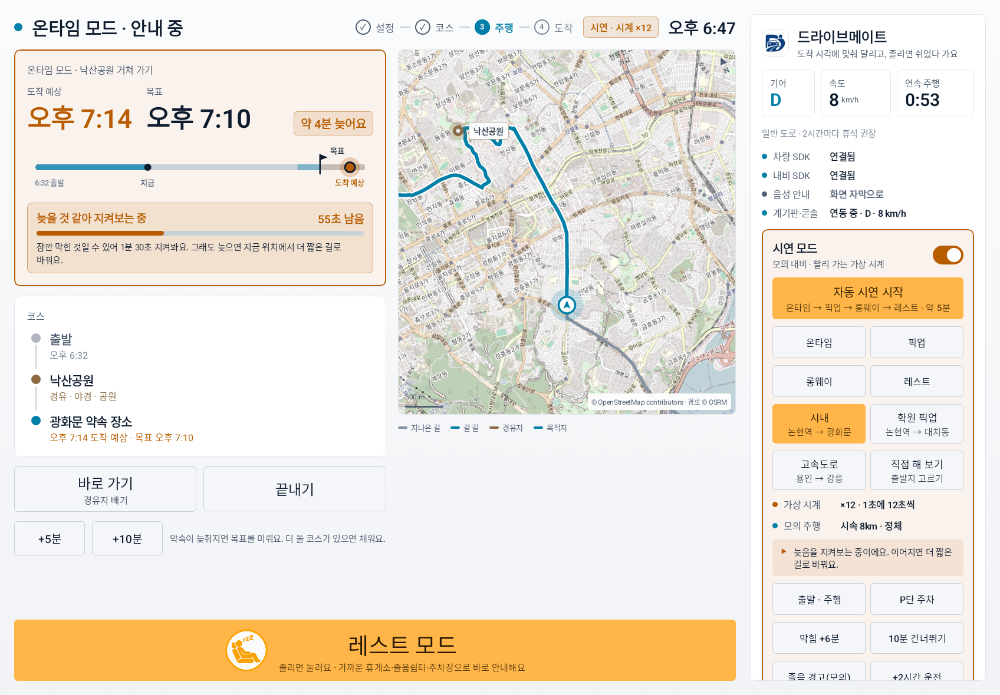 온타임 모드 · 안내 중
설정
코스
3 주행
4 도착
시연 · 시계 ×12
오후 6:47
온타임 모드 · 낙산공원 거쳐 가기
도착 예상
목표
오후 7:14
오후 7:10
약 4분 늦어요
목표
6:32 출발
지금
도착 예상
늦을 것 같아 지켜보는 중
55초 남음
잠깐 막힌 것일 수 있어 1분 30초 지켜봐요. 그래도 늦으면 지금 위치에서 더 짧은 길로
바꿔요.
코스
출발
오후 6:32
낙산공원
경유 · 야경 · 공원
광화문 약속 장소
오후 7:14 도착 예상 · 목표 오후 7:10
바로 가기
경유지 빼기
끝내기
+5분
+10분
약속이 늦춰지면 목표를 미뤄요. 더 돌 코스가 있으면 채워요.
낙산공원
500 m
© OpenStreetMap contributors · 경로 © OSRM
지나온 길
갈 길
경유지
목적지
레스트 모드
졸리면 눌러요 · 가까운 휴게소·졸음쉼터·주차장으로 바로 안내해요
드라이브메이트
도착 시각에 맞춰 달리고, 졸리면 쉬었다 가요
기어
D
속도
8 km/h
연속 주행
0:53
일반 도로 · 2시간마다 휴식 권장
차량 SDK 연결됨
내비 SDK 연결됨
음성 안내 화면 자막으로
계기판·콘솔 연동 중 · D · 8 km/h
시연 모드
모의 내비 · 빨리 가는 가상 시계
자동 시연 시작
온타임 → 픽업 → 롱웨이 → 레스트 · 약 5분
온타임
픽업
롱웨이
레스트
시내
논현역 → 광화문
학원 픽업
논현역 → 대치동
고속도로
용인 → 강릉
직접 해 보기
출발지 고르기
가상 시계 ×12 · 1초에 12초씩
모의 주행 시속 8km · 정체
늦음을 지켜보는 중이에요. 이어지면 더 짧은
길로 바꿔요.
출발 · 주행
P단 주차
막힘 +6분
10분 건너뛰기
졸음 경고(모의)
+2시간 운전